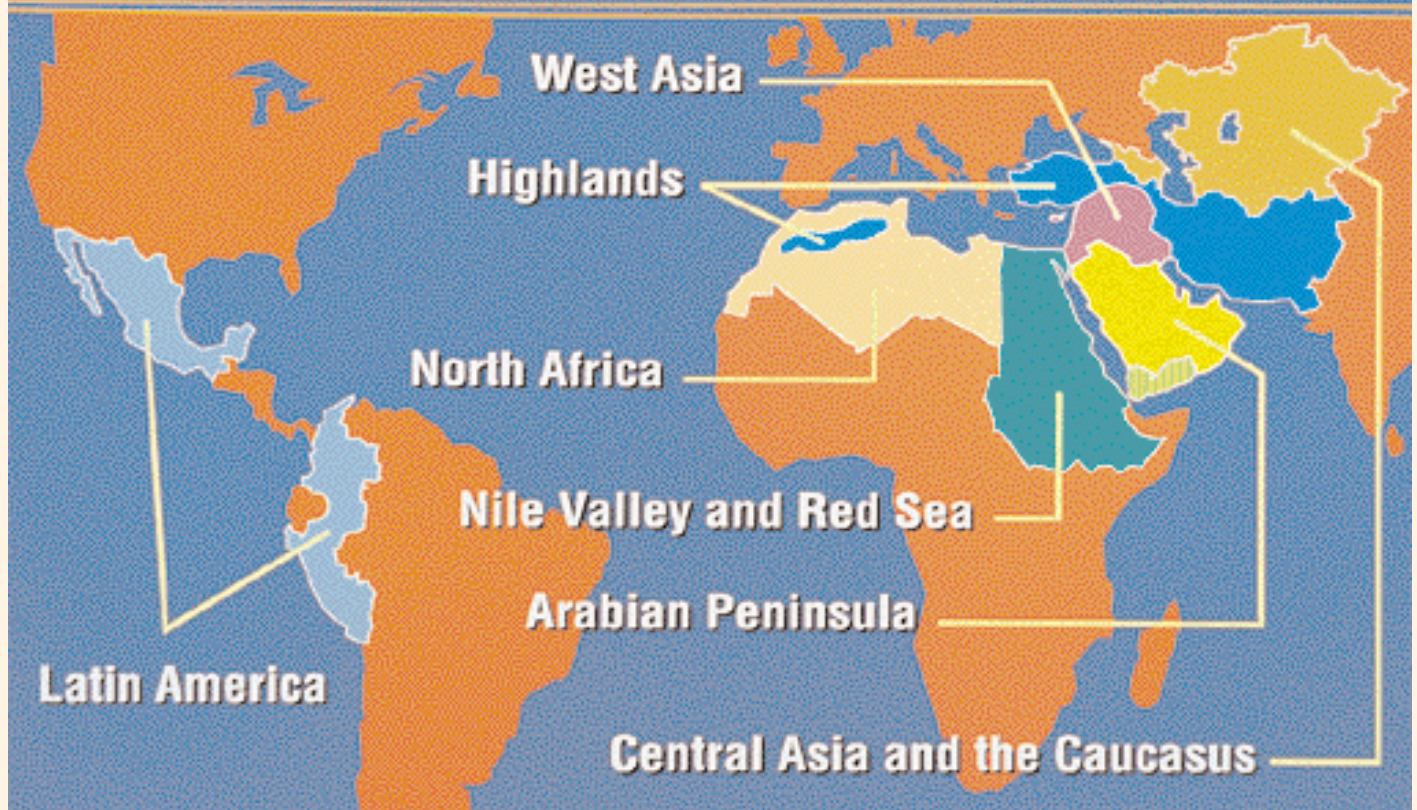 West Asia
Highlands
North Africa
Nile Valley and Red Sea
Arabian Peninsula
Latin America
Central Asia and the Caucasus